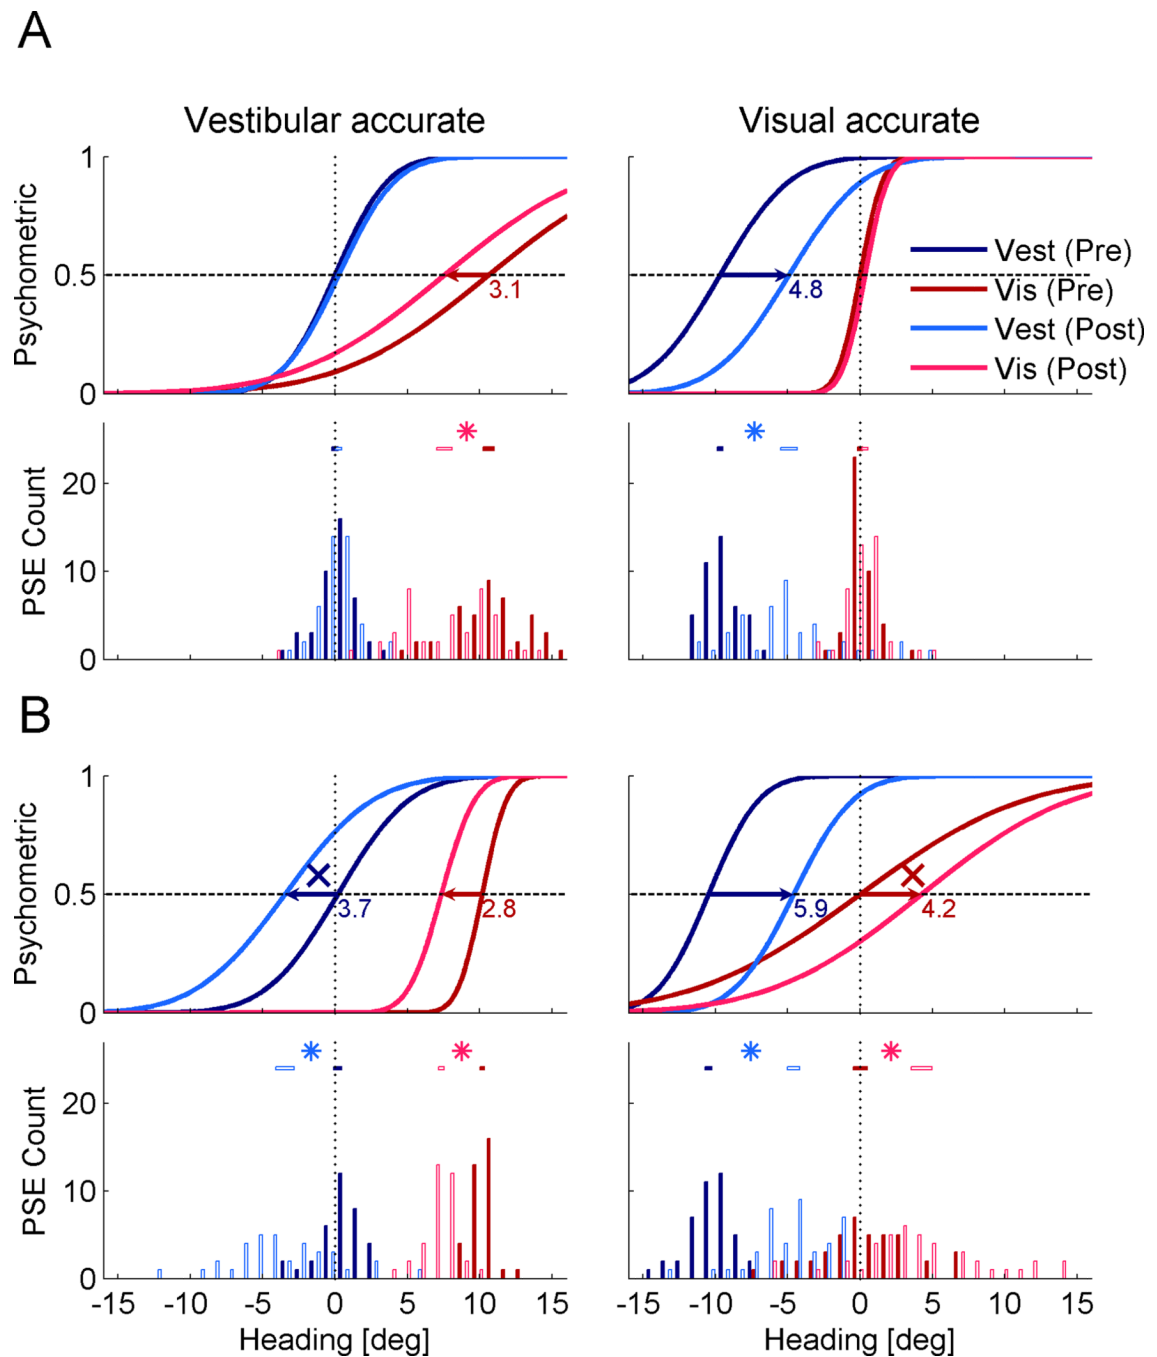 A
Vestibular accurate
Visual accurate
Psychometric
1
0.5
0
3.1
4.8
Vest (Pre)
Vis (Pre)
Vest (Post)
Vis (Post)
PSE Count
20
10
0
B
Psychometric
1
0.5
0
3.7
2.8
5.9
4.2
PSE Count
20
10
0
-15 -10 -5 0 5 10 15
-15 -10 -5 0 5 10 15
Heading [deg]
Heading [deg]